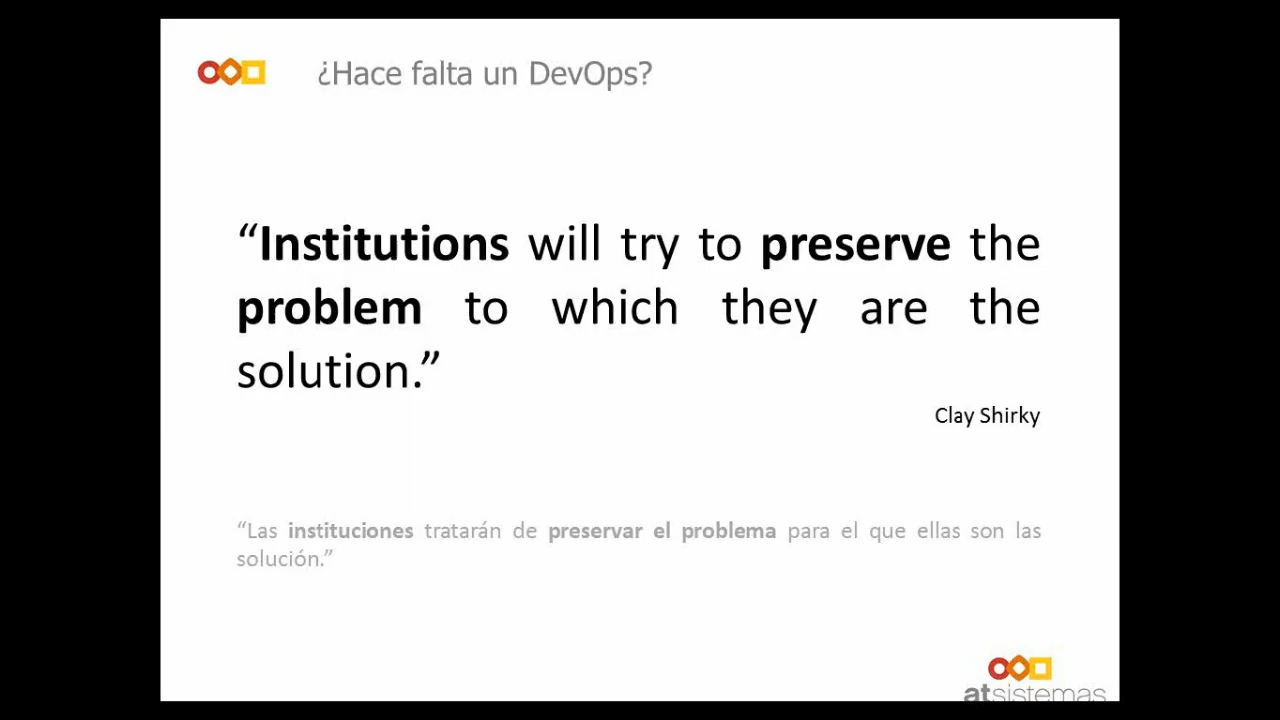 ¿Hace falta un DevOps?
“Institutions will try to preserve the
problem to which they are the
solution.”
Clay Shirky
“Las instituciones tratarán de preservar el problema para el que ellas son las
solución.”
atsistemas